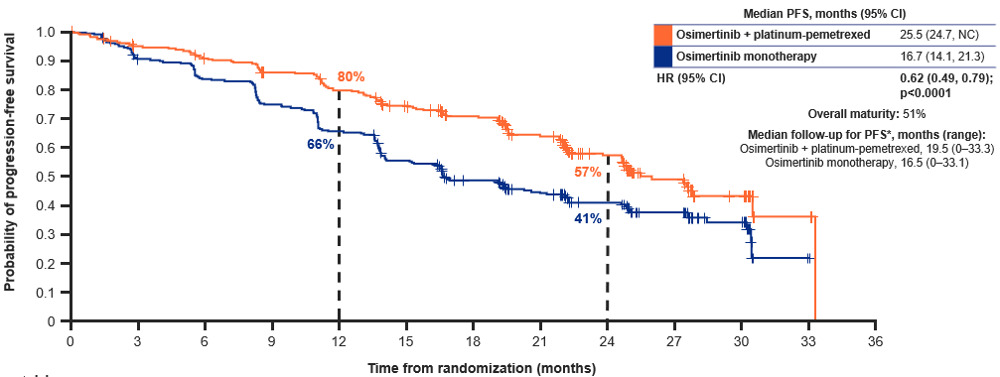 Median PFS, months (95% CI)
Osimertinib + platinum-pemetrexed 25.5 (24.7, NC)
Osimertinib monotherapy 16.7 (14.1, 21.3)
HR (95% CI) 0.62 (0.49, 0.79);
p<0.0001
Overall maturity: 51%
Median follow-up for PFS*, months (range):
Osimertinib + platinum-pemetrexed, 19.5 (0–33.3)
Osimertinib monotherapy, 16.5 (0–33.1)
Probability of progression-free survival
1.0
0.9
0.8
0.7
0.6
0.5
0.4
0.3
0.2
0.1
0
80%
66%
57%
41%
0 3 6 9 12 15 18 21 24 27 30 33 36
Time from randomization (months)